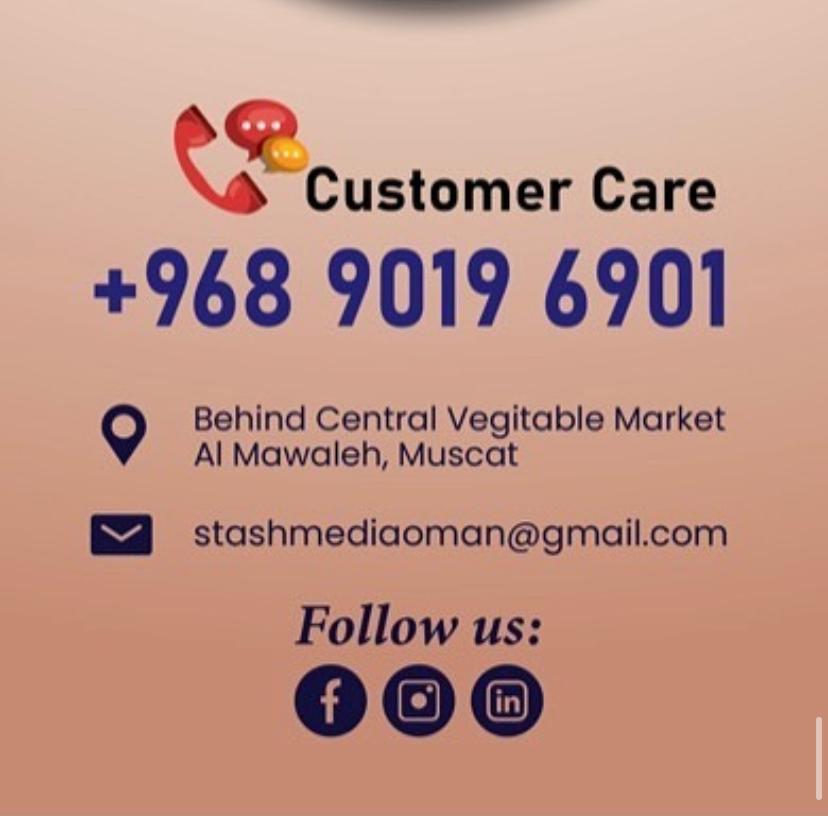 Customer Care
+968 9019 6901
Behind Central Vegitable Market
Al Mawaleh, Muscat
stashmediaoman@gmail.com
Follow us: